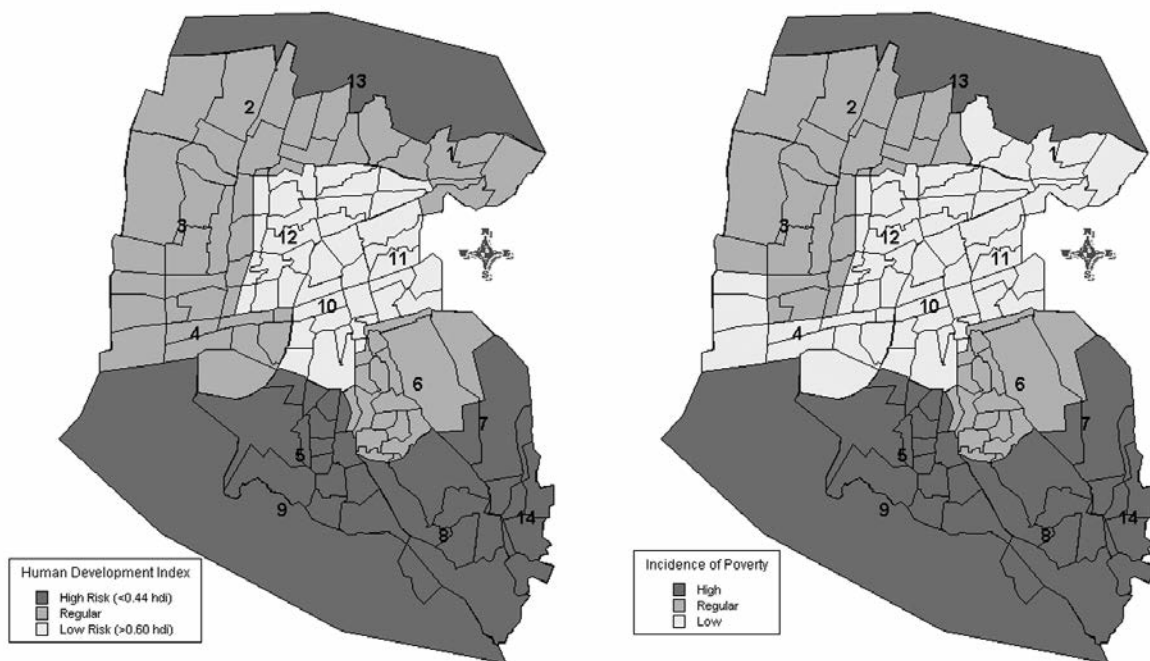 13
2
1
3
12
11
10
4
6
7
5
9
8
14
N
W E
S
Human Development Index
High Risk (<0.44 hdi)
Regular
Low Risk (>0.60 hdi)
13
2
1
3
12
11
10
4
6
7
5
9
8
14
N
W E
S
Incidence of Poverty
High
Regular
Low